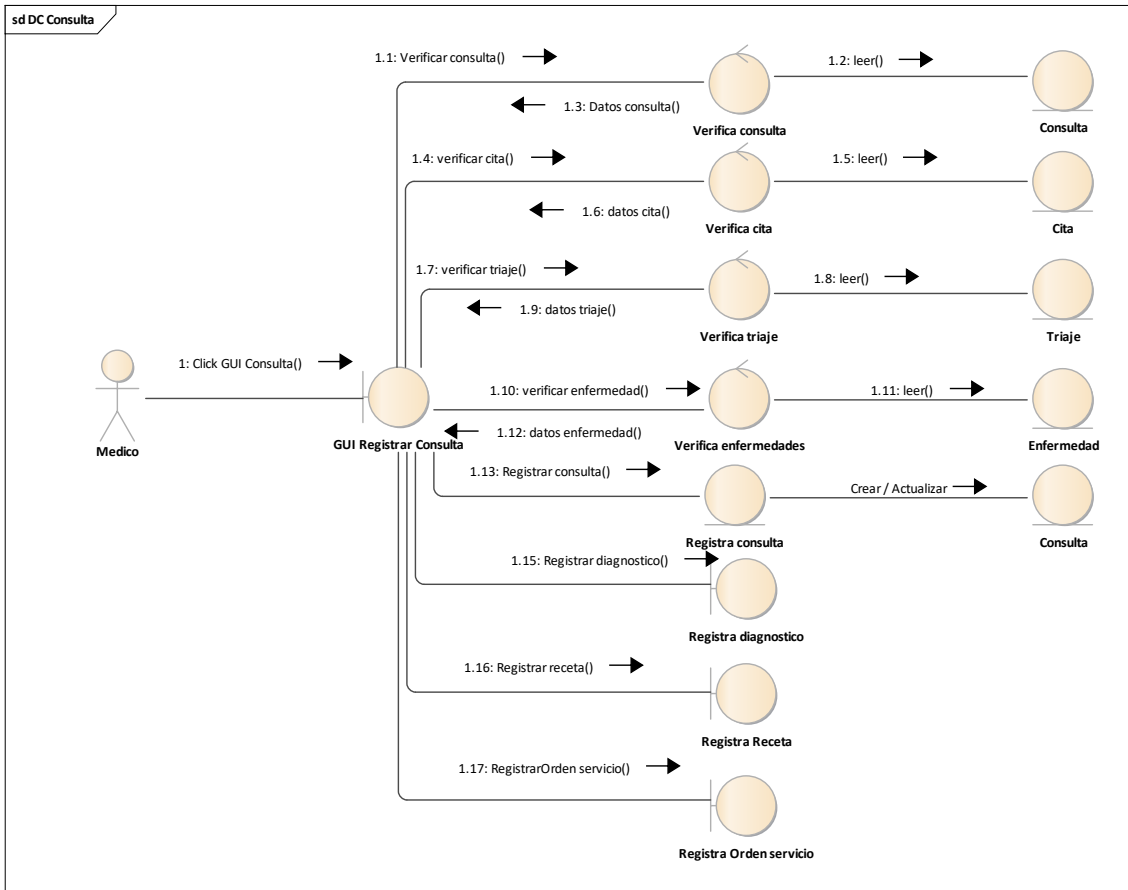 sd DC Consulta
1.1: Verificar consulta()
1.2: leer()
1.3: Datos consulta()
Verifica consulta
Consulta
1.4: verificar cita()
1.5: leer()
1.6: datos cita()
Verifica cita
Cita
1.7: verificar triaje()
1.8: leer()
1.9: datos triaje()
Verifica triaje
Triaje
1: Click GUI Consulta()
1.10: verificar enfermedad()
1.11: leer()
1.12: datos enfermedad()
Medico
GUI Registrar Consulta
Verifica enfermedades
Enfermedad
1.13: Registrar consulta()
Crear / Actualizar
Registra consulta
Consulta
1.15: Registrar diagnostico()
Registra diagnostico
1.16: Registrar receta()
Registra Receta
1.17: RegistrarOrden servicio()
Registra Orden servicio